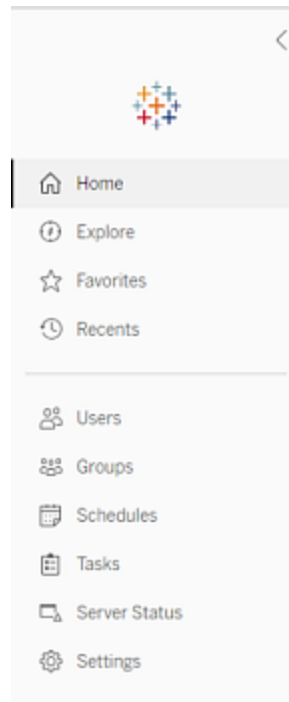 Home
Explore
Favorites
Recents
Users
Groups
Schedules
Tasks
Server Status
Settings